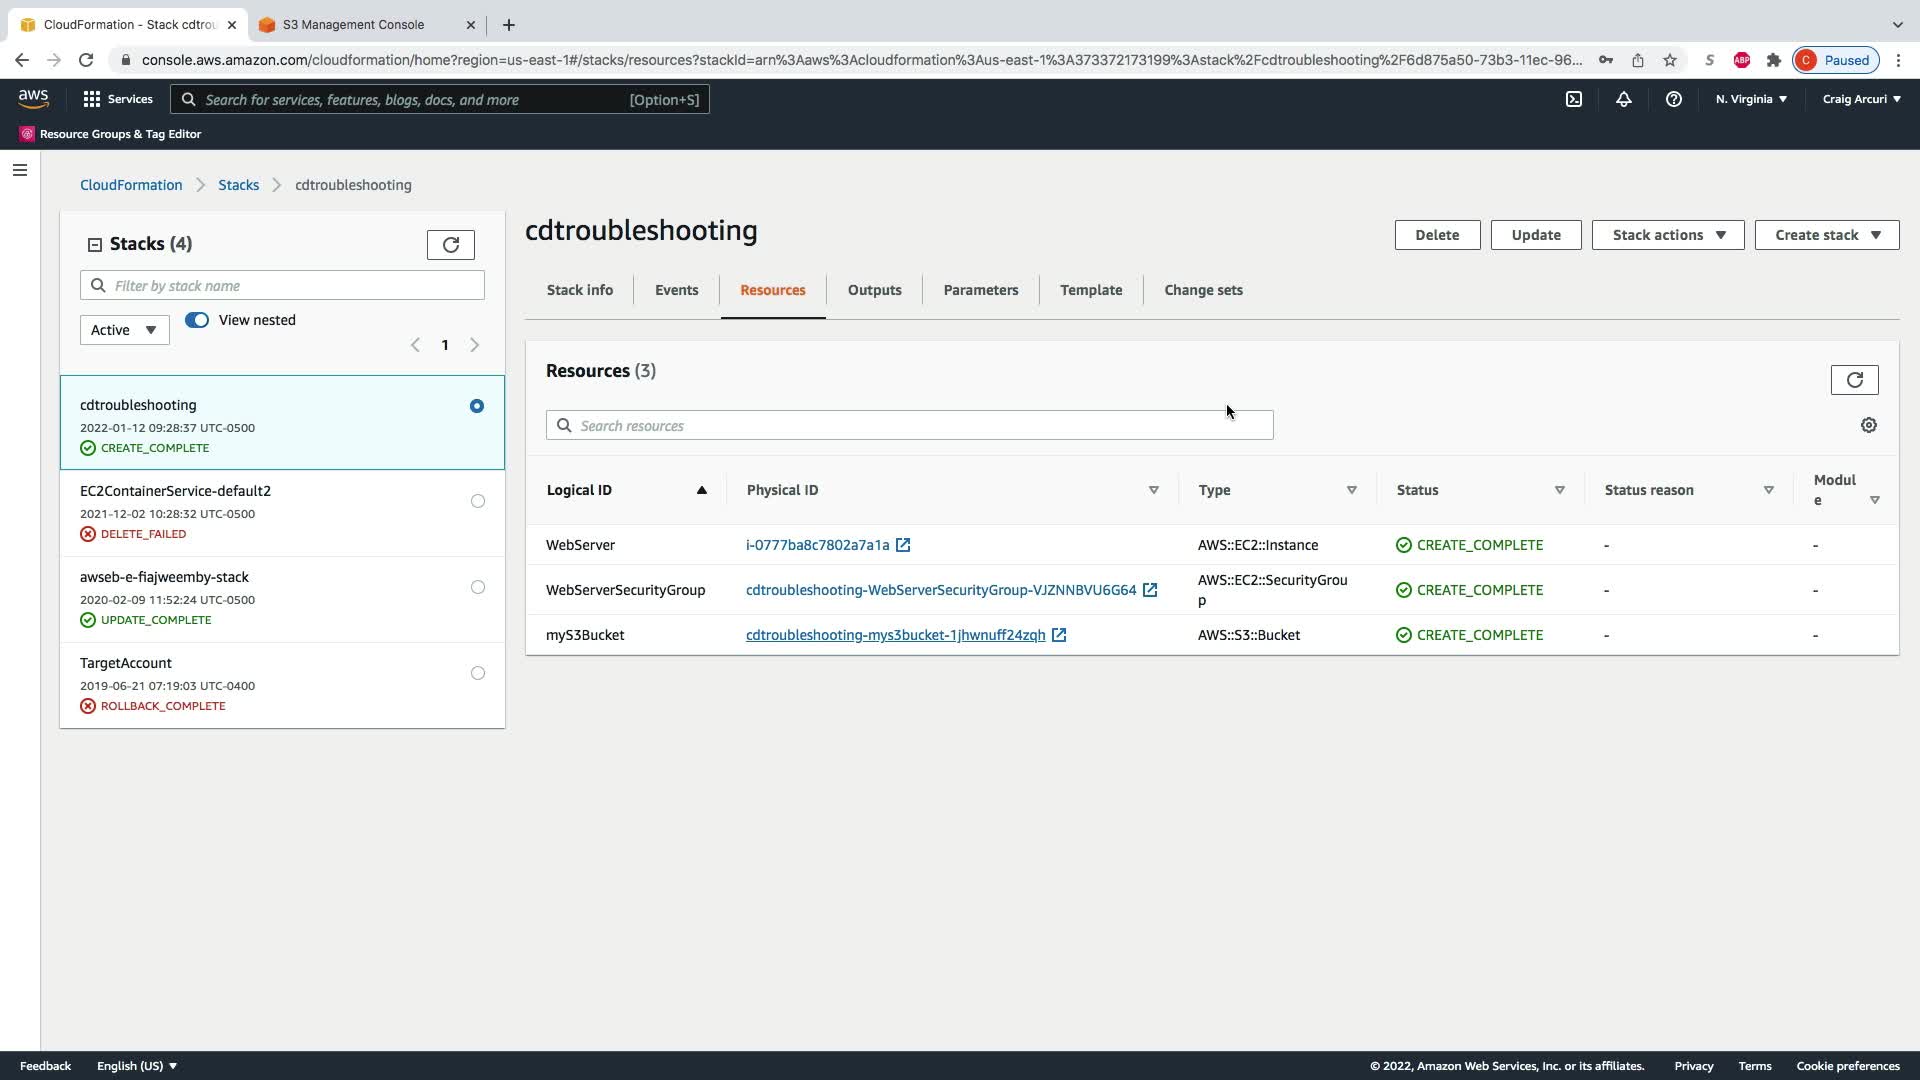 CloudFormation - Stack cdtrou
S3 Management Console
console.aws.amazon.com/cloudformation/home?region=us-east-1#/stacks/resources?stackId=arn%3Aaws%3Acloudformation%3Aus-east-1%3A373372173199%3Astack%2Fcdtroubleshooting%2F6d875a50-73b3-11ec-96...
S
ABP
C Paused
aws
Services
Search for services, features, blogs, docs, and more [Option+S]
N. Virginia
Craig Arcuri
Resource Groups & Tag Editor
CloudFormation
Stacks
cdtroubleshooting
Stacks (4)
Filter by stack name
Active
View nested
1
cdtroubleshooting
2022-01-12 09:28:37 UTC-0500
CREATE_COMPLETE
EC2ContainerService-default2
2021-12-02 10:28:32 UTC-0500
DELETE_FAILED
awseb-e-fiajweemby-stack
2020-02-09 11:52:24 UTC-0500
UPDATE_COMPLETE
TargetAccount
2019-06-21 07:19:03 UTC-0400
ROLLBACK_COMPLETE
cdtroubleshooting
Delete
Update
Stack actions
Create stack
Stack info
Events
Resources
Outputs
Parameters
Template
Change sets
Resources (3)
Search resources
Logical ID
Physical ID
Type
Status
Status reason
Modul
e
WebServer
i-0777ba8c7802a7a1a
AWS::EC2::Instance
CREATE_COMPLETE
-
-
WebServerSecurityGroup
cdtroubleshooting-WebServerSecurityGroup-VJZNNBVU6G64
AWS::EC2::SecurityGrou
p
CREATE_COMPLETE
-
-
myS3Bucket
cdtroubleshooting-mys3bucket-1jhwnuff24zqh
AWS::S3::Bucket
CREATE_COMPLETE
-
-
Feedback
English (US)
© 2022, Amazon Web Services, Inc. or its affiliates.
Privacy
Terms
Cookie preferences